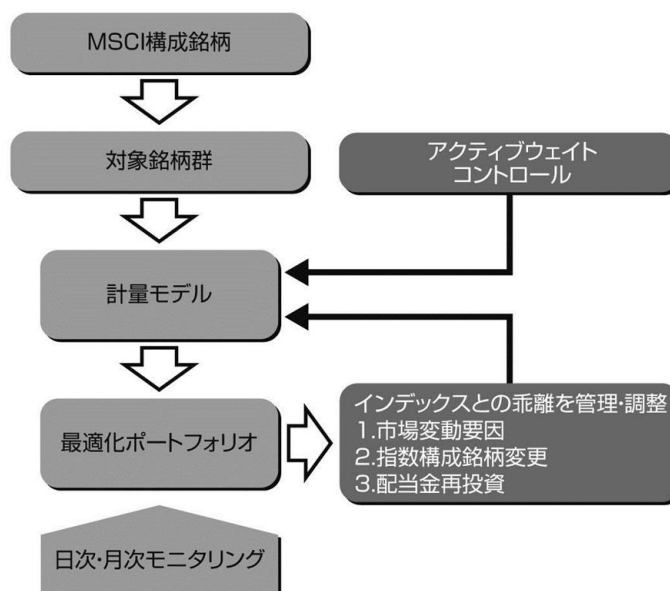 MSCI構成銘柄
対象銘柄群
アクティブウェイト
コントロール
計量モデル
最適化ポートフォリオ
インデックスとの乖離を管理・調整
1.市場変動要因
2.指数構成銘柄変更
3.配当金再投資
日次・月次モニタリング